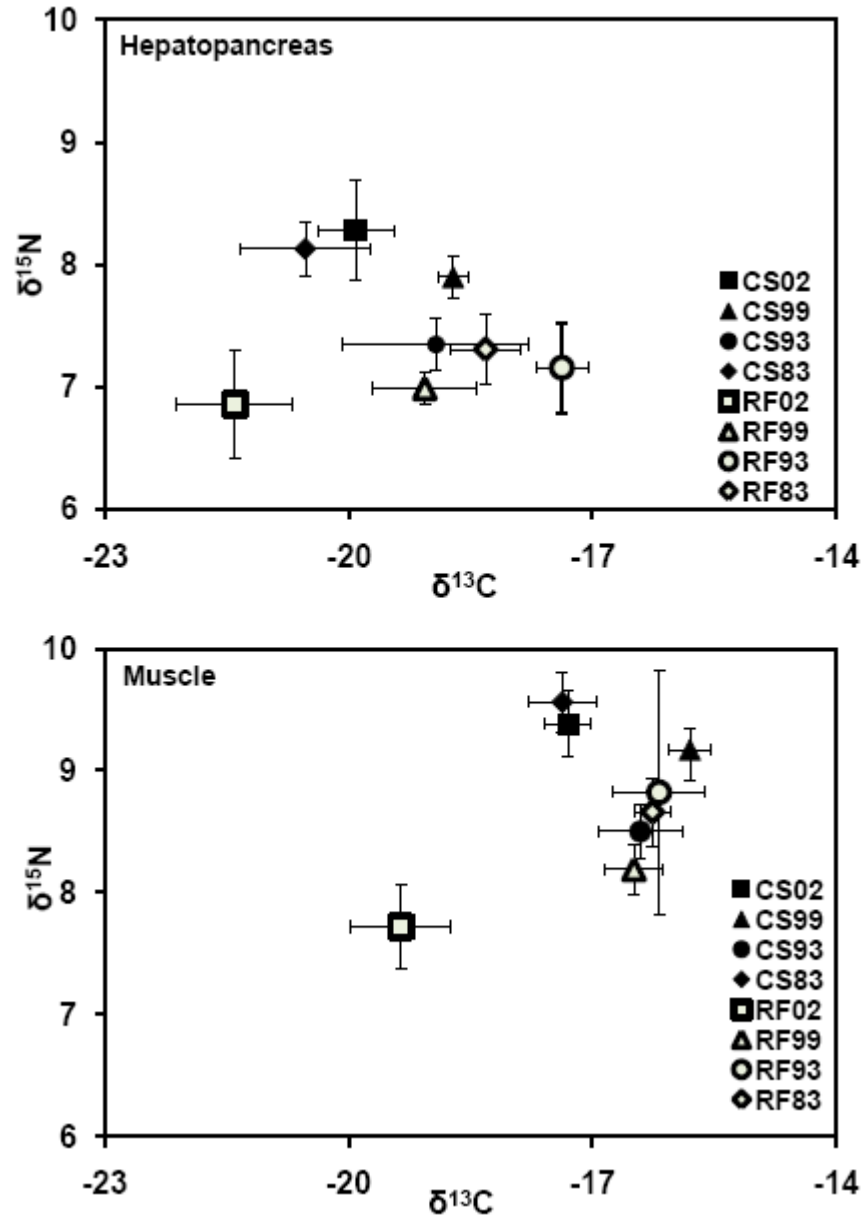 10
Hepatopancreas
9
8
7
6
δ¹⁵N
CS02
CS99
CS93
CS83
RF02
RF99
RF93
RF83
-23
-20
-17
-14
δ¹³C
10
Muscle
9
8
7
6
δ¹⁵N
CS02
CS99
CS93
CS83
RF02
RF99
RF93
RF83
-23
-20
-17
-14
δ¹³C